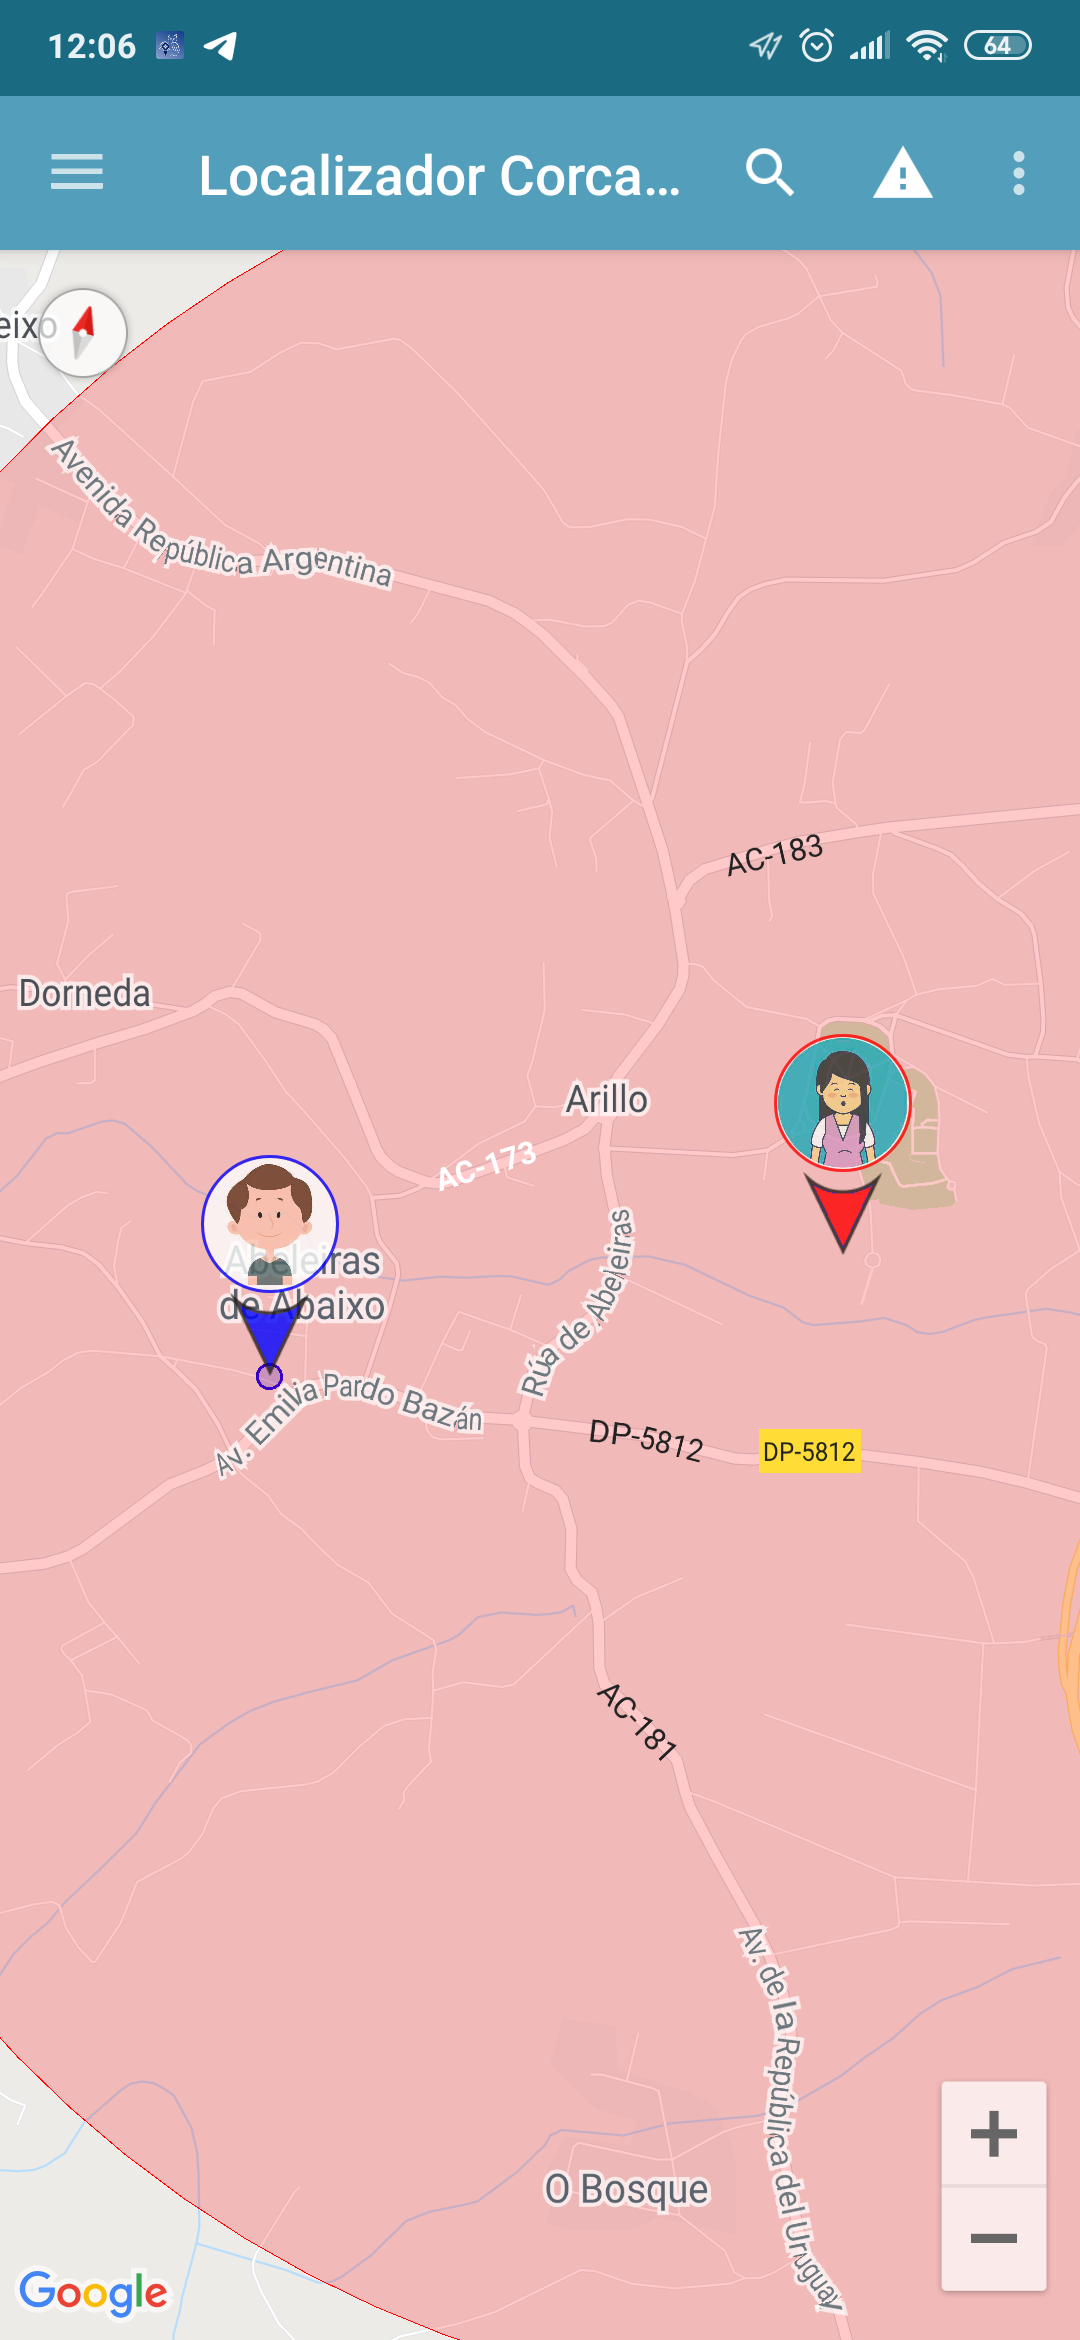 12:06
64
Localizador Corca...
eixo
Avenida República Argentina
AC-183
Dorneda
Arillo
AC-173
Abeleiras
de Abaixo
Rúa de Abeleiras
Av. Emilia Pardo Bazán
DP-5812
DP-5812
AC-181
Av. de la República del Uruguay
O Bosque
Google